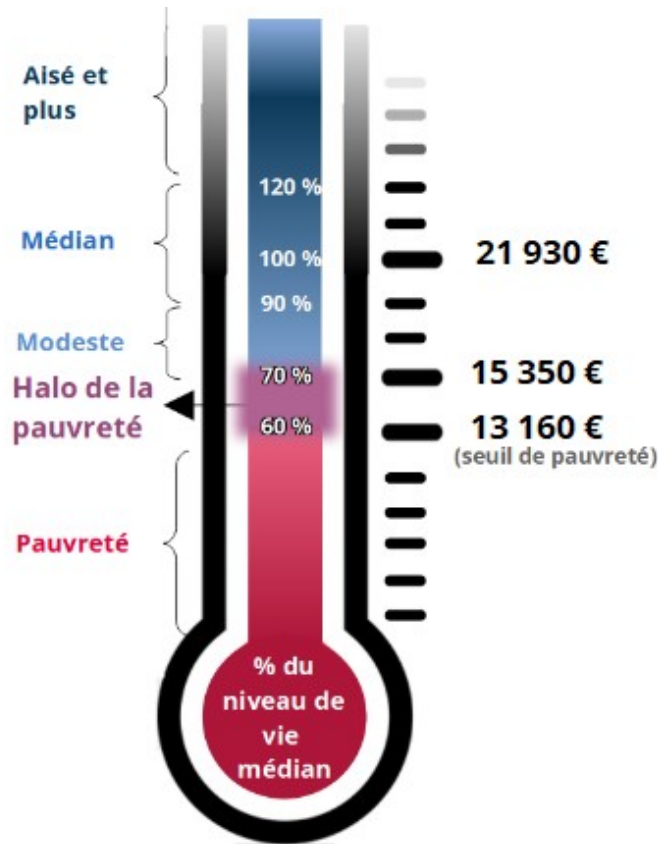 Aisé et
plus
120 %
Médian
100 %
21 930 €
90 %
Modeste
70 %
15 350 €
Halo de la
pauvreté
60 %
13 160 €
(seuil de pauvreté)
Pauvreté
% du
niveau de
vie
médian